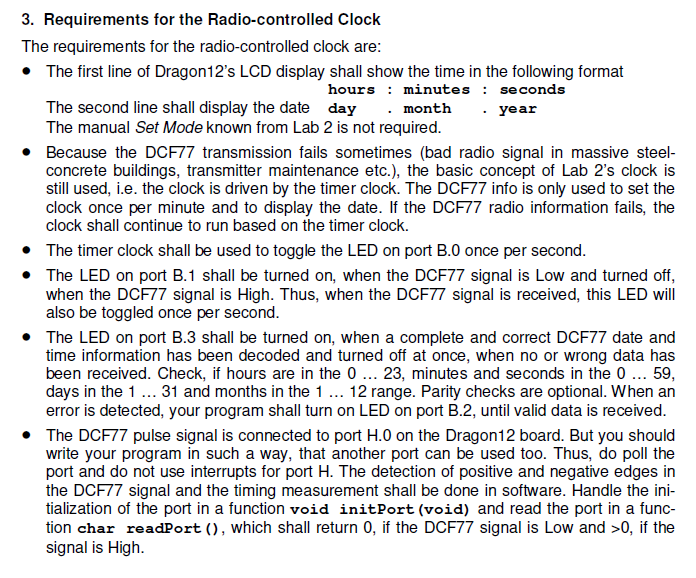 3. Requirements for the Radio-controlled Clock
The requirements for the radio-controlled clock are:
● The first line of Dragon12's LCD display shall show the time in the following format
hours : minutes : seconds
The second line shall display the date day . month . year
The manual Set Mode known from Lab 2 is not required.
● Because the DCF77 transmission fails sometimes (bad radio signal in massive steel-
concrete buildings, transmitter maintenance etc.), the basic concept of Lab 2's clock is
still used, i.e. the clock is driven by the timer clock. The DCF77 info is only used to set the
clock once per minute and to display the date. If the DCF77 radio information fails, the
clock shall continue to run based on the timer clock.
● The timer clock shall be used to toggle the LED on port B.0 once per second.
● The LED on port B.1 shall be turned on, when the DCF77 signal is Low and turned off,
when the DCF77 signal is High. Thus, when the DCF77 signal is received, this LED will
also be toggled once per second.
● The LED on port B.3 shall be turned on, when a complete and correct DCF77 date and
time information has been decoded and turned off at once, when no or wrong data has
been received. Check, if hours are in the 0 … 23, minutes and seconds in the 0 … 59,
days in the 1 … 31 and months in the 1 … 12 range. Parity checks are optional. When an
error is detected, your program shall turn on LED on port B.2, until valid data is received.
● The DCF77 pulse signal is connected to port H.0 on the Dragon12 board. But you should
write your program in such a way, that another port can be used too. Thus, do poll the
port and do not use interrupts for port H. The detection of positive and negative edges in
the DCF77 signal and the timing measurement shall be done in software. Handle the ini-
tialization of the port in a function void initPort(void) and read the port in a func-
tion char readPort(), which shall return 0, if the DCF77 signal is Low and >0, if the
signal is High.